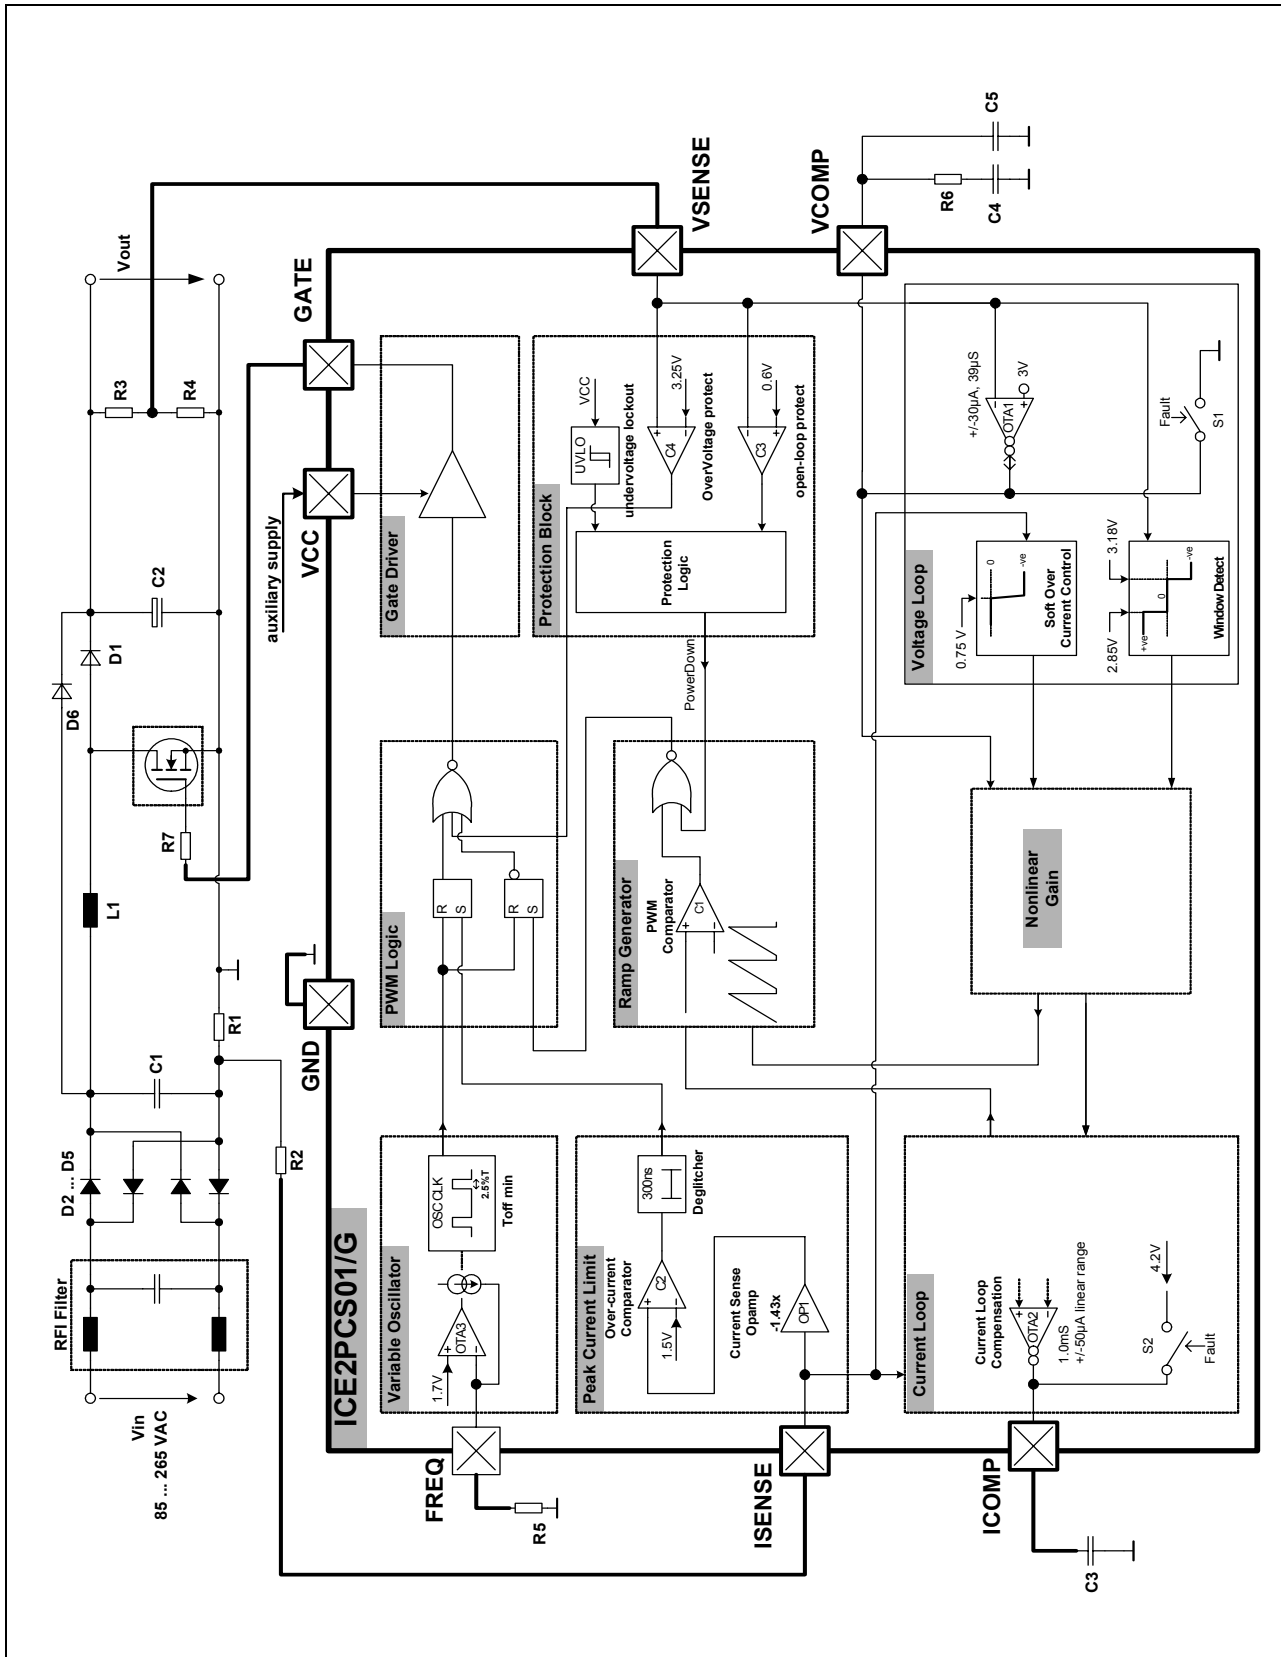 Vin
85 ... 265 VAC
RFI Filter
D2 ... D5
C1
R1
R2
L1
R7
D6
D1
C2
R3
R4
Vout
auxiliary supply
GND
VCC
GATE
ICE2PCS01/G
FREQ
R5
Variable Oscillator
1.7V
+
−
OTA3
OSC CLK
2.5%T
Toff min
PWM Logic
R
S
R
S
Gate Driver
Peak Current Limit
Over-current
Comparator
1.5V
+
−
C2
300ns
Deglitcher
Current Sense
Opamp
-1.43x
OP1
ISENSE
Ramp Generator
PWM
Comparator
+
−
C1
PowerDown
Protection Block
Protection
Logic
UVLO
VCC
undervoltage lockout
+
−
C4
3.25V
OverVoltage protect
−
+
C3
0.6V
open-loop protect
VSENSE
VCOMP
R6
C4
C5
Current Loop
Current Loop
Compensation
+
−
OTA2
1.0mS
+/-50µA linear range
4.2V
S2
Fault
ICOMP
C3
Nonlinear
Gain
Voltage Loop
0.75 V
0
-ve
Soft Over
Current Control
2.85V
3.18V
+ve
0
-ve
Window Detect
+/-30µA, 39µS
−
+
OTA1
3V
Fault
S1